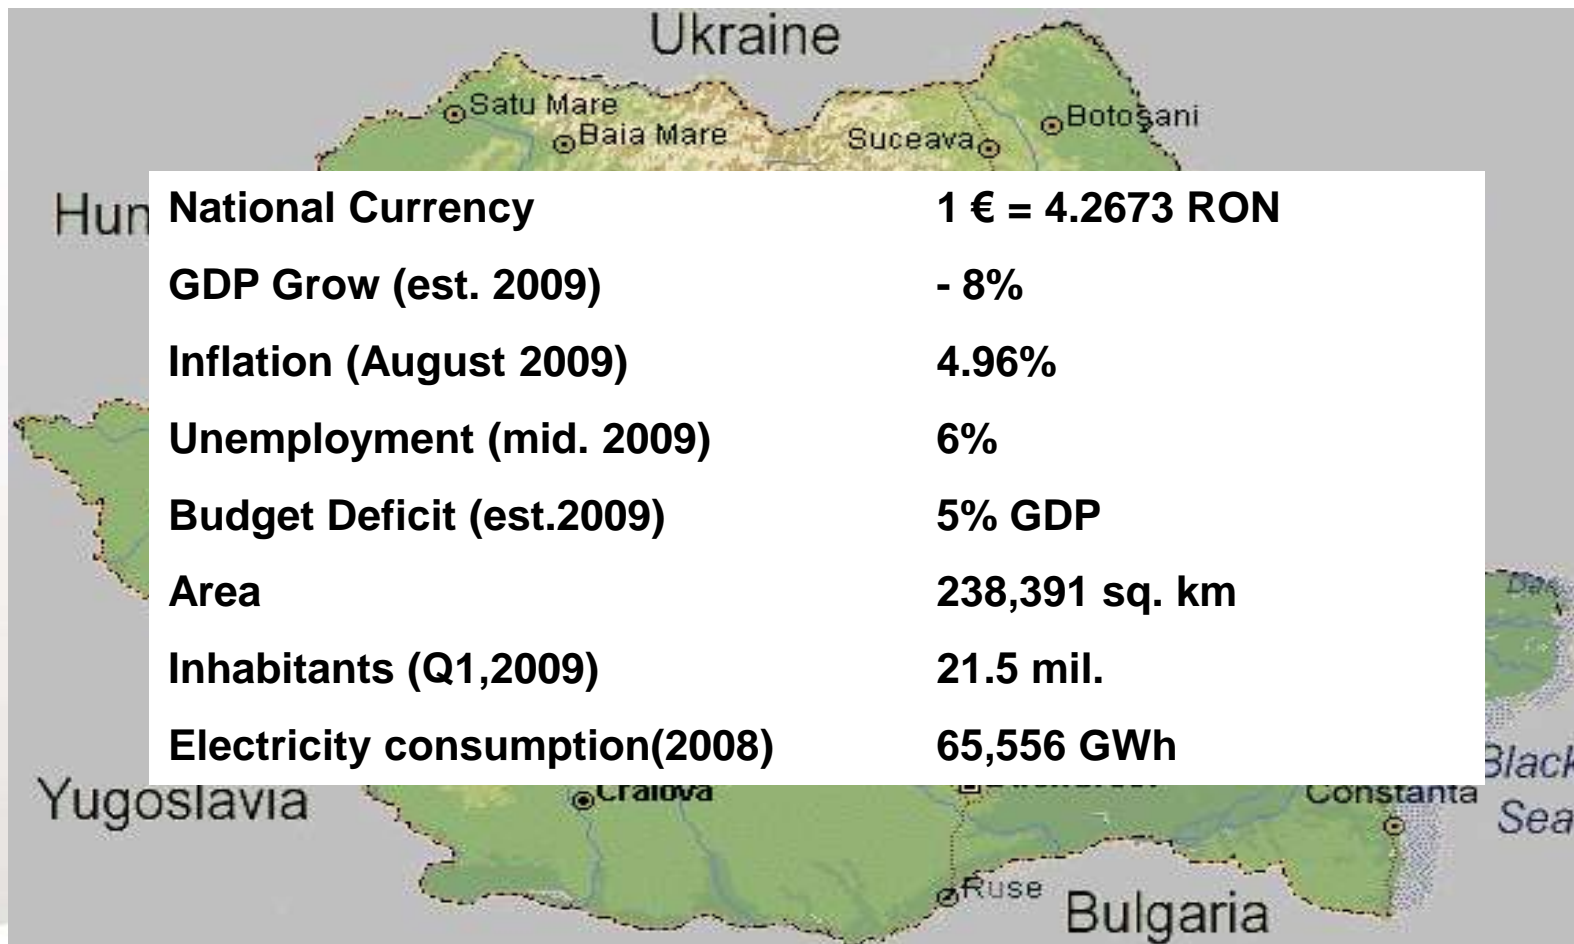 Ukraine
Satu Mare
Baia Mare
Suceava
Botoşani
Hun
National Currency 1 € = 4.2673 RON
GDP Grow (est. 2009) - 8%
Inflation (August 2009) 4.96%
Unemployment (mid. 2009) 6%
Budget Deficit (est.2009) 5% GDP
Area 238,391 sq. km
Inhabitants (Q1,2009) 21.5 mil.
Electricity consumption(2008) 65,556 GWh
Yugoslavia
Craiova
Constanta
Black
Sea
Ruse
Bulgaria